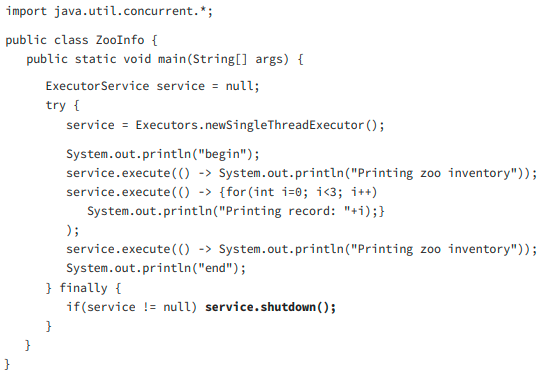 import java.util.concurrent.*;
public class ZooInfo {
public static void main(String[] args) {
ExecutorService service = null;
try {
service = Executors.newSingleThreadExecutor();
System.out.println("begin");
service.execute(() -> System.out.println("Printing zoo inventory"));
service.execute(() -> {for(int i=0; i<3; i++)
System.out.println("Printing record: "+i);}
);
service.execute(() -> System.out.println("Printing zoo inventory"));
System.out.println("end");
} finally {
if(service != null) service.shutdown();
}
}
}